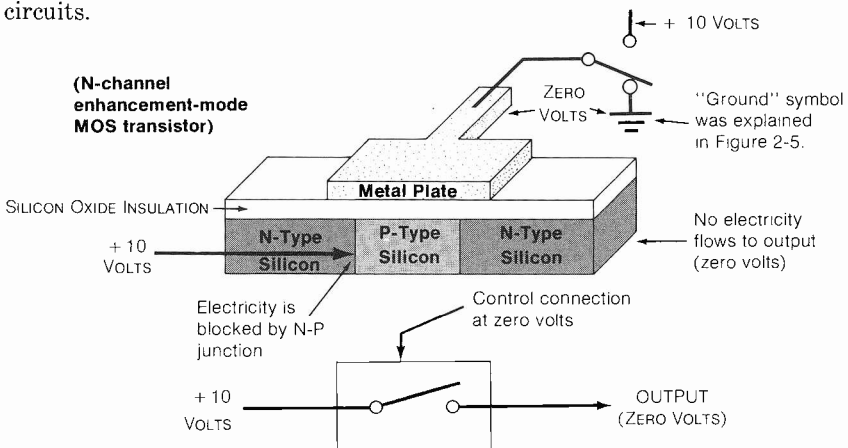 circuits.
+ 10 VOLTS
(N-channel
enhancement-mode
MOS transistor)
ZERO
VOLTS
"Ground" symbol
was explained
in Figure 2-5.
Metal Plate
SILICON OXIDE INSULATION
N-Type
Silicon
P-Type
Silicon
N-Type
Silicon
+ 10
VOLTS
No electricity
flows to output
(zero volts)
Electricity is
blocked by N-P
junction
Control connection
at zero volts
+ 10
VOLTS
OUTPUT
(ZERO VOLTS)